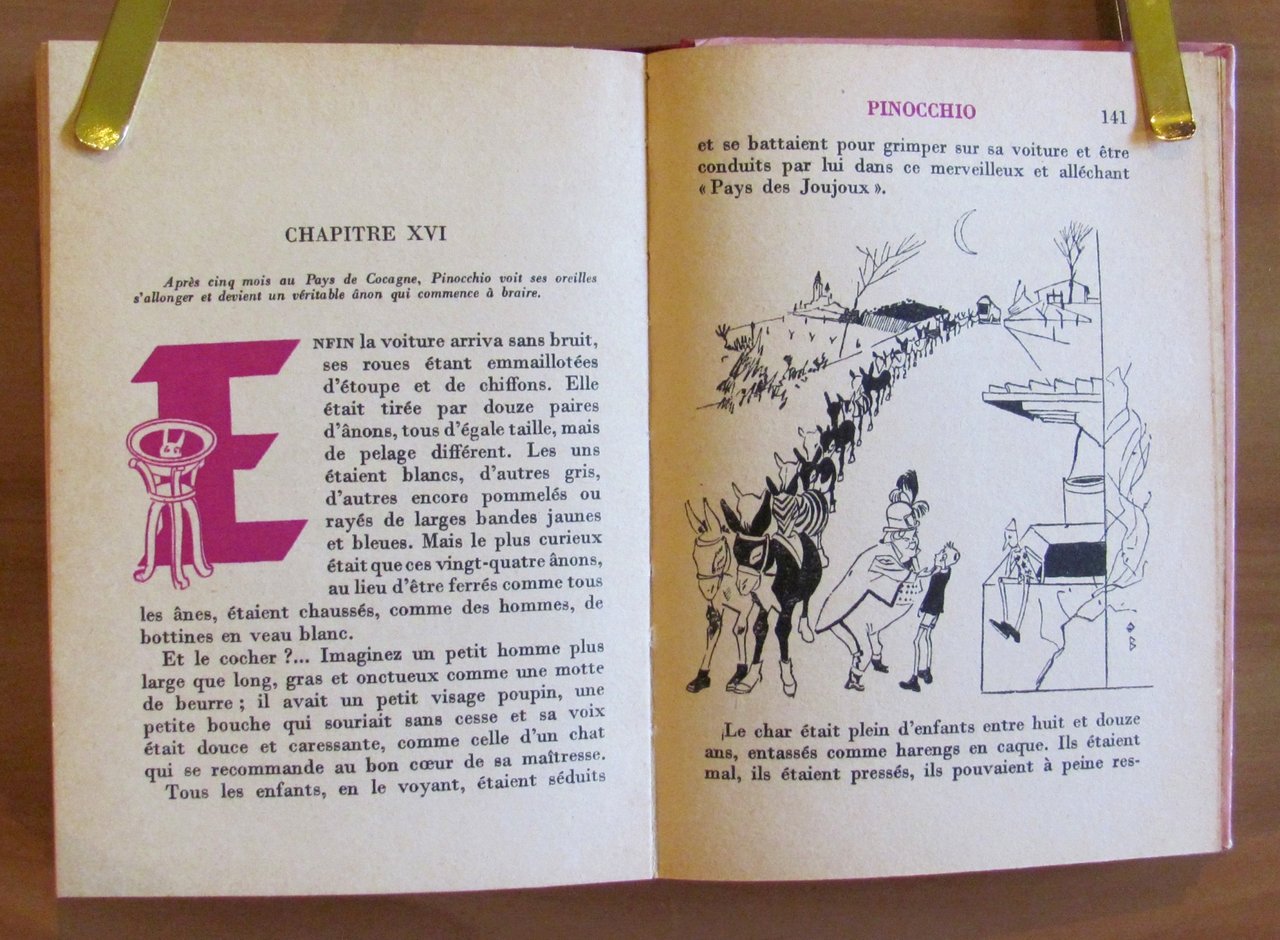 CHAPITRE XVI
Après cinq mois au Pays de Cocagne, Pinocchio voit ses oreilles
s'allonger et devient un véritable ânon qui commence à braire.
ENFIN la voiture arriva sans bruit,
ses roues étant emmaillotées
d'étoupe et de chiffons. Elle
était tirée par douze paires
d'ânons, tous d'égale taille, mais
de pelage différent. Les uns
étaient blancs, d'autres gris,
d'autres encore pommelés ou
rayés de larges bandes jaunes
et bleues. Mais le plus curieux
était que ces vingt-quatre ânons,
au lieu d'être ferrés comme tous
les ânes, étaient chaussés, comme des hommes, de
bottines en veau blanc.
Et le cocher ?... Imaginez un petit homme plus
large que long, gras et onctueux comme une motte
de beurre ; il avait un petit visage poupin, une
petite bouche qui souriait sans cesse et sa voix
était douce et caressante, comme celle d'un chat
qui se recommande au bon cœur de sa maîtresse.
Tous les enfants, en le voyant, étaient séduits
PINOCCHIO
141
et se battaient pour grimper sur sa voiture et être
conduits par lui dans ce merveilleux et alléchant
« Pays des Joujoux ».
Le char était plein d'enfants entre huit et douze
ans, entassés comme harengs en caque. Ils étaient
mal, ils étaient pressés, ils pouvaient à peine res-